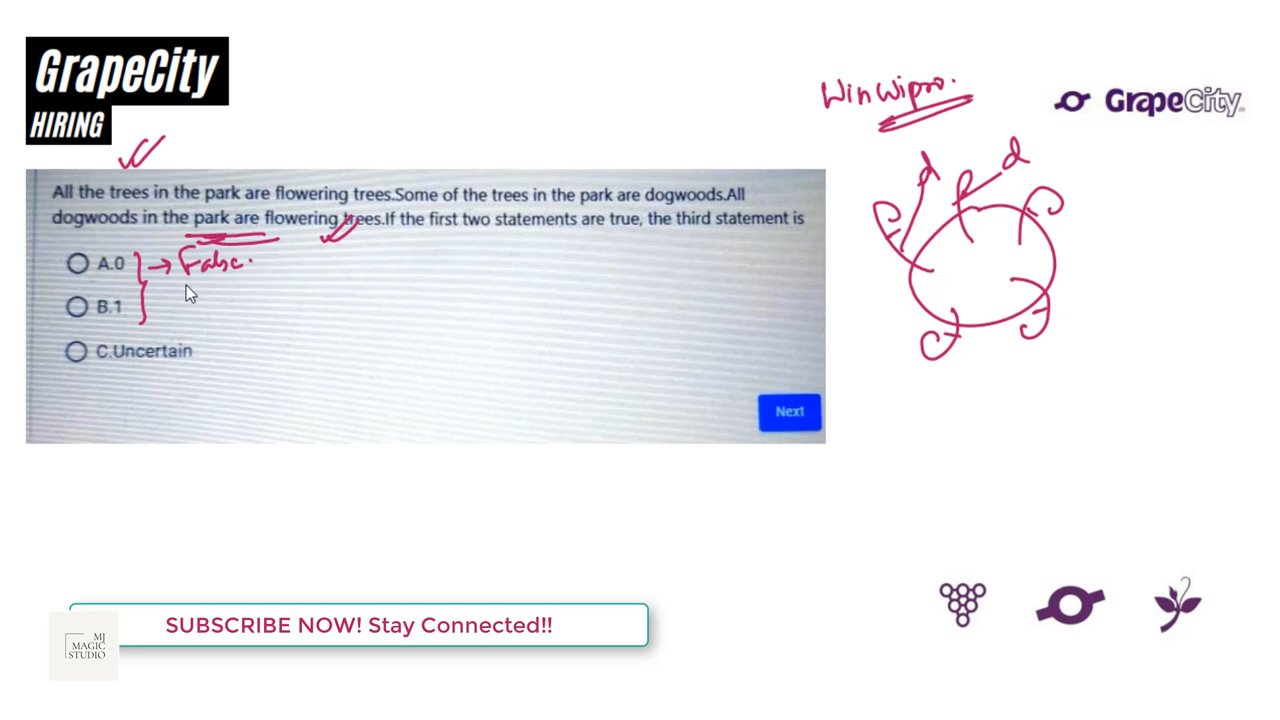 GrapeCity
HIRING
WinWipro.
GrapeCity
d
d
All the trees in the park are flowering trees.Some of the trees in the park are dogwoods.All
dogwoods in the park are flowering trees.If the first two statements are true, the third statement is
A.0
→ False.
B.1
C.Uncertain
Next
SUBSCRIBE NOW! Stay Connected!!
MJ
MAGIC
STUDIO